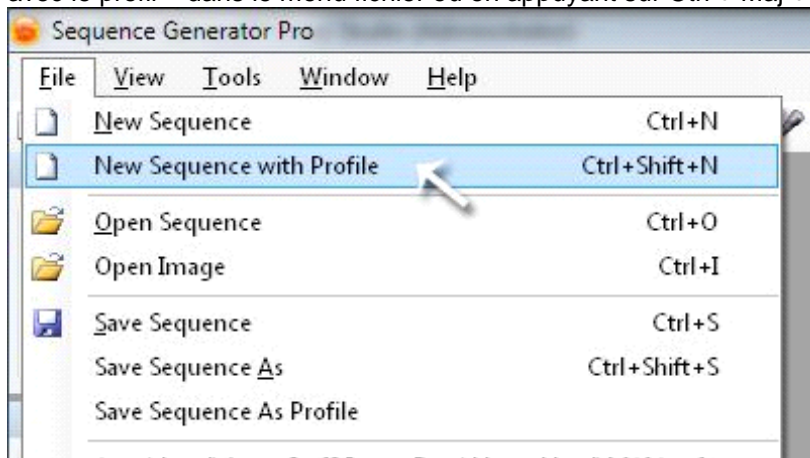 Sequence Generator Pro
File View Tools Window Help
New Sequence Ctrl+N
New Sequence with Profile Ctrl+Shift+N
Open Sequence Ctrl+O
Open Image Ctrl+I
Save Sequence Ctrl+S
Save Sequence As Ctrl+Shift+S
Save Sequence As Profile